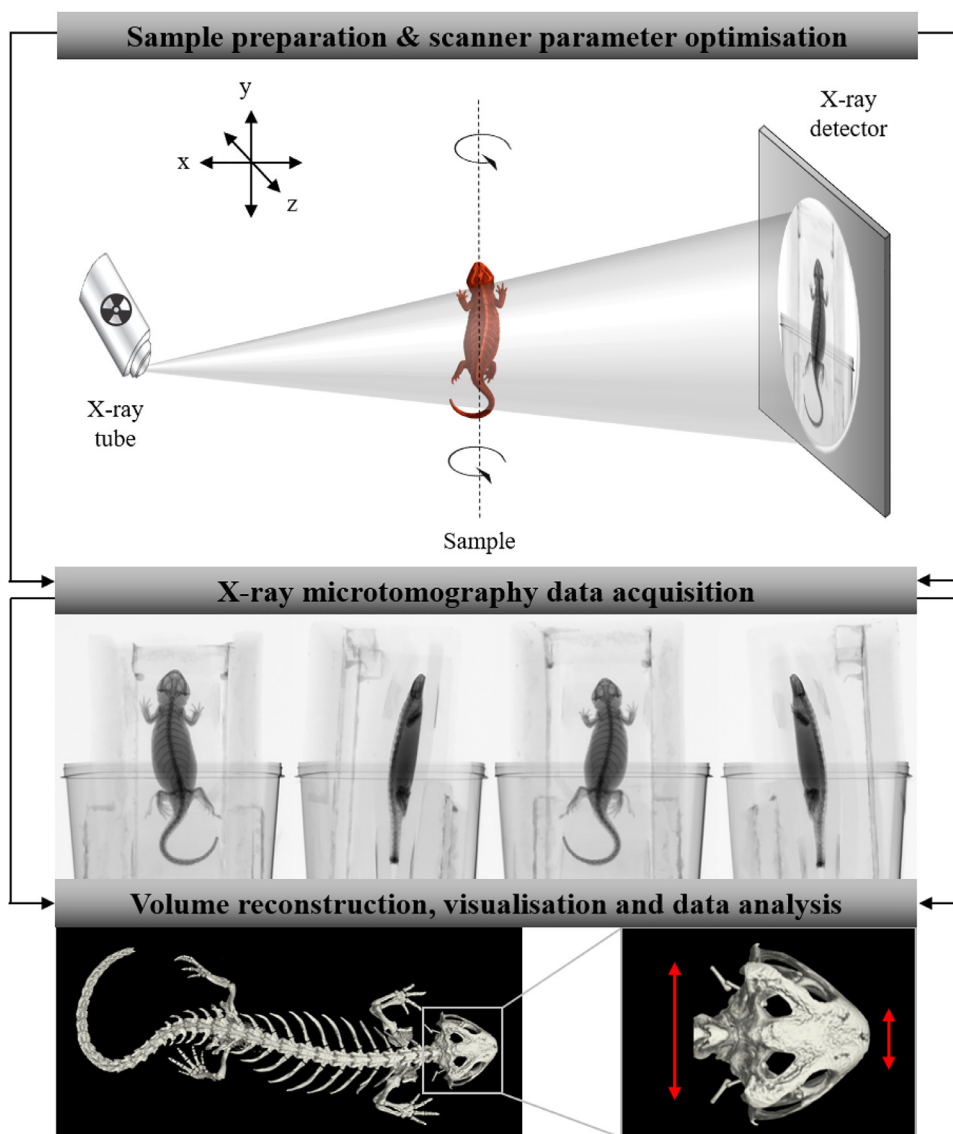 Sample preparation & scanner parameter optimisation
y
x
z
X-ray
detector
X-ray
tube
Sample
X-ray microtomography data acquisition
Volume reconstruction, visualisation and data analysis